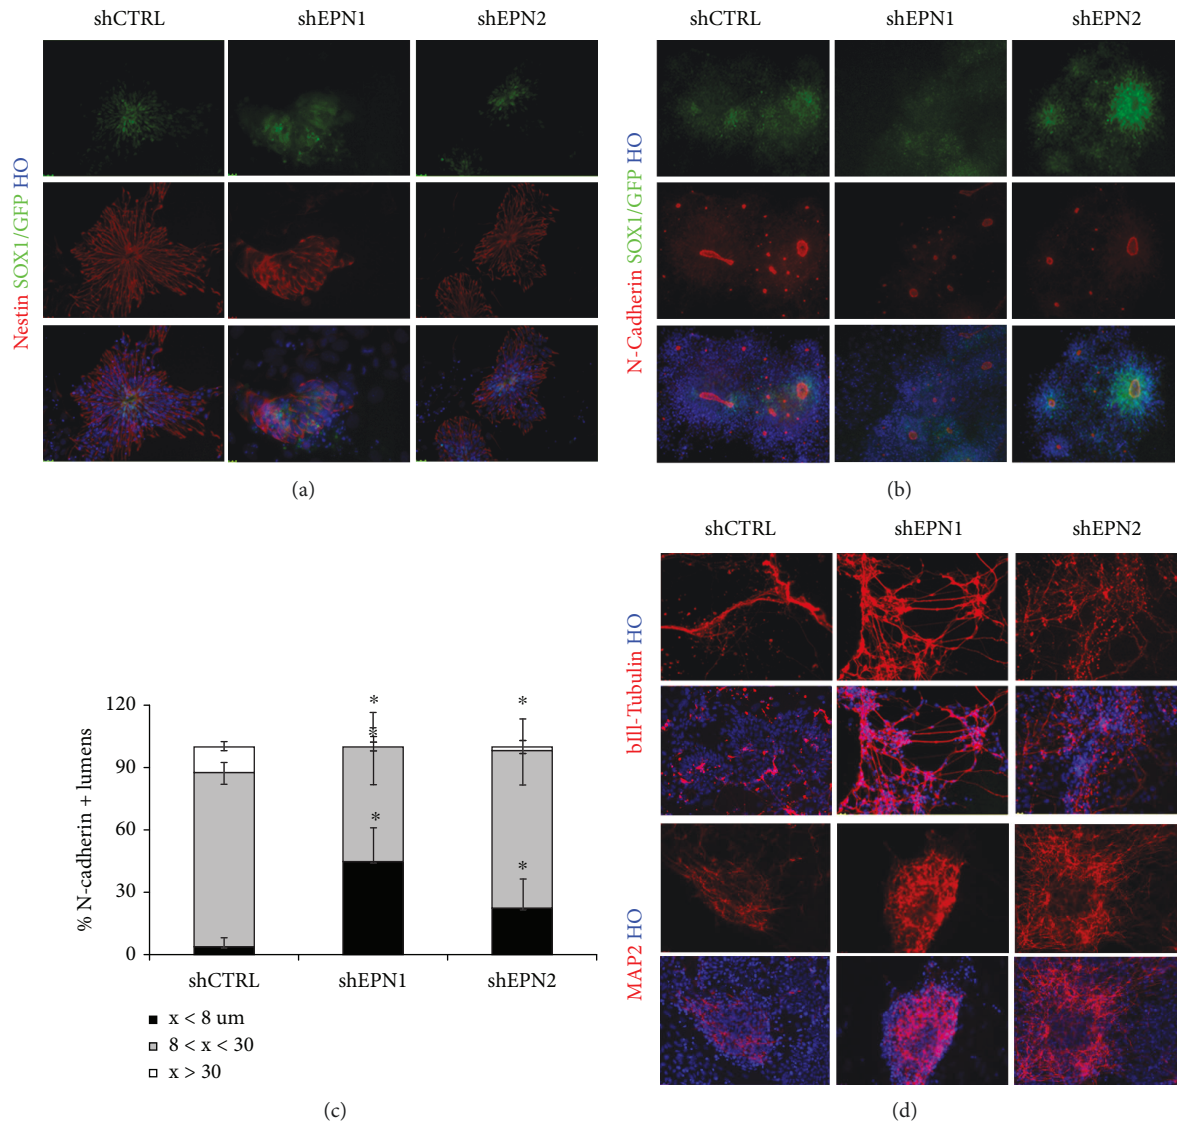 shCTRL shEPN1 shEPN2
Nestin SOX1/GFP HO
(a)
shCTRL shEPN1 shEPN2
N-Cadherin SOX1/GFP HO
(b)
% N-cadherin + lumens
120
90
60
30
0
* * *
* *
shCTRL shEPN1 shEPN2
x < 8 um
8 < x < 30
x > 30
(c)
shCTRL shEPN1 shEPN2
bIII-Tubulin HO
MAP2 HO
(d)